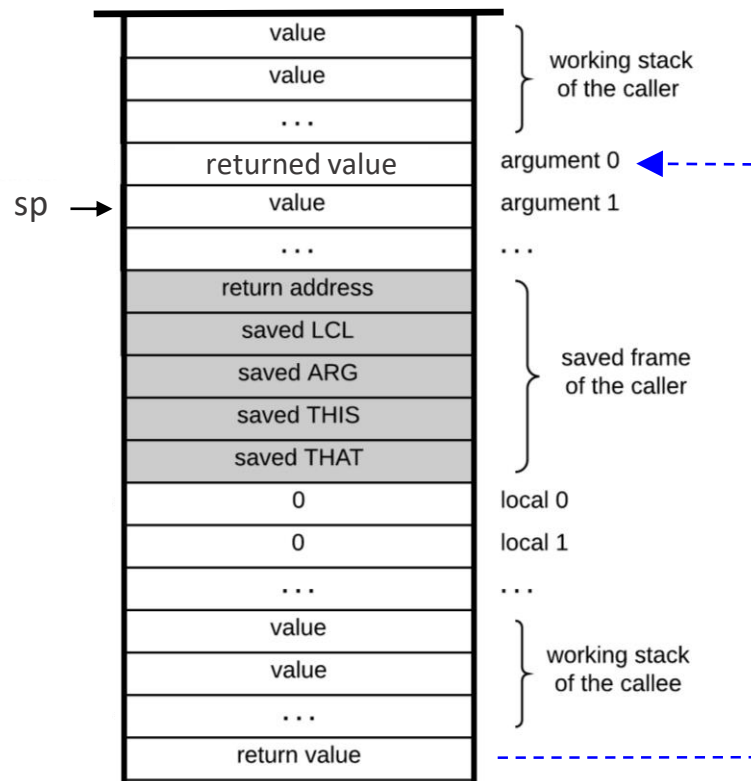 value
value
...
working stack
of the caller
returned value
argument 0
sp
value
argument 1
...
...
return address
saved LCL
saved ARG
saved THIS
saved THAT
saved frame
of the caller
0
local 0
0
local 1
...
...
value
value
...
working stack
of the callee
return value